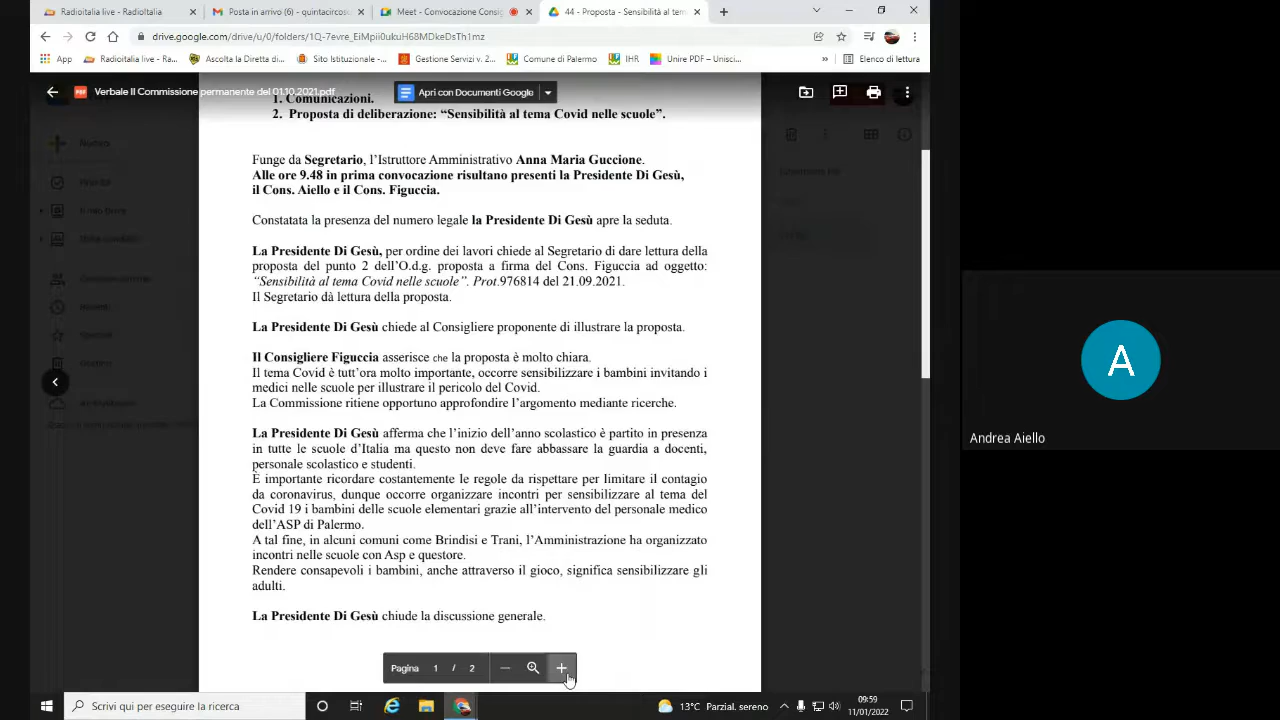 Radioitalia live - RadioItalia
Posta in arrivo (6) - quintacircosc
Meet - Convocazione Consig
44 - Proposta - Sensibilità al tem
drive.google.com/drive/u/0/folders/1Q-7evre_EiMpii0ukuH68MDkeDsTh1mz
App
Radioitalia live - Ra...
Ascolta la Diretta di...
Sito Istituzionale -...
Gestione Servizi v. 2...
Comune di Palermo
IHR
Unire PDF – Unisci...
»
Elenco di lettura
Verbale II Commissione permanente del 01.10.2021.pdf
Apri con Documenti Google
1. Comunicazioni.
2. Proposta di deliberazione: “Sensibilità al tema Covid nelle scuole”.
Funge da Segretario, l’Istruttore Amministrativo Anna Maria Guccione.
Alle ore 9.48 in prima convocazione risultano presenti la Presidente Di Gesù,
il Cons. Aiello e il Cons. Figuccia.
Constatata la presenza del numero legale la Presidente Di Gesù apre la seduta.
La Presidente Di Gesù, per ordine dei lavori chiede al Segretario di dare lettura della
proposta del punto 2 dell’O.d.g. proposta a firma del Cons. Figuccia ad oggetto:
“Sensibilità al tema Covid nelle scuole”. Prot.976814 del 21.09.2021.
Il Segretario dà lettura della proposta.
La Presidente Di Gesù chiede al Consigliere proponente di illustrare la proposta.
Il Consigliere Figuccia asserisce che la proposta è molto chiara.
Il tema Covid è tutt’ora molto importante, occorre sensibilizzare i bambini invitando i
medici nelle scuole per illustrare il pericolo del Covid.
La Commissione ritiene opportuno approfondire l’argomento mediante ricerche.
La Presidente Di Gesù afferma che l’inizio dell’anno scolastico è partito in presenza
in tutte le scuole d’Italia ma questo non deve fare abbassare la guardia a docenti,
personale scolastico e studenti.
È importante ricordare costantemente le regole da rispettare per limitare il contagio
da coronavirus, dunque occorre organizzare incontri per sensibilizzare al tema del
Covid 19 i bambini delle scuole elementari grazie all’intervento del personale medico
dell’ASP di Palermo.
A tal fine, in alcuni comuni come Brindisi e Trani, l’Amministrazione ha organizzato
incontri nelle scuole con Asp e questore.
Rendere consapevoli i bambini, anche attraverso il gioco, significa sensibilizzare gli
adulti.
La Presidente Di Gesù chiude la discussione generale.
Pagina 1 / 2
A
Andrea Aiello
Scrivi qui per eseguire la ricerca
13°C Parzial. sereno
09:59
11/01/2022